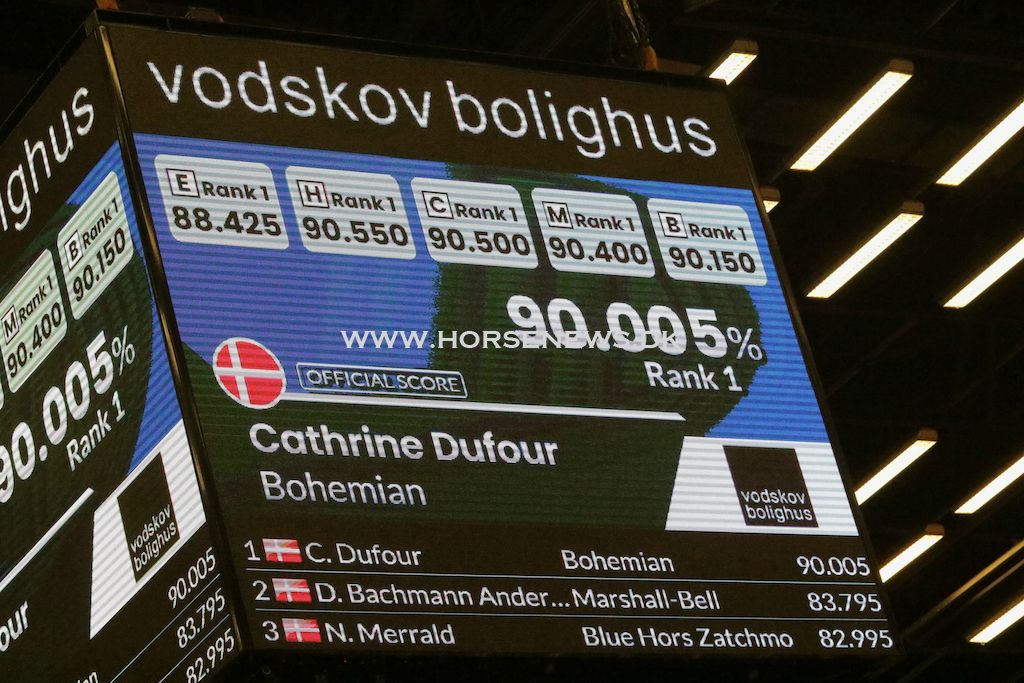 vodskov bolighus
E Rank 1 H Rank 1 C Rank 1 M Rank 1 B Rank 1
88.425 90.550 90.500 90.400 90.150
90.005%
WWW.HORSENEWS.DK
Rank 1
OFFICIAL SCORE
Cathrine Dufour
Bohemian
vodskov
bolighus
1 C. Dufour Bohemian 90.005
2 D. Bachmann Ander... Marshall-Bell 83.795
3 N. Merrald Blue Hors Zatchmo 82.995
B Rank 1
90.150
M Rank 1
90.400
90.005%
Rank 1
vodskov
bolighus
90.005
83.795
82.995